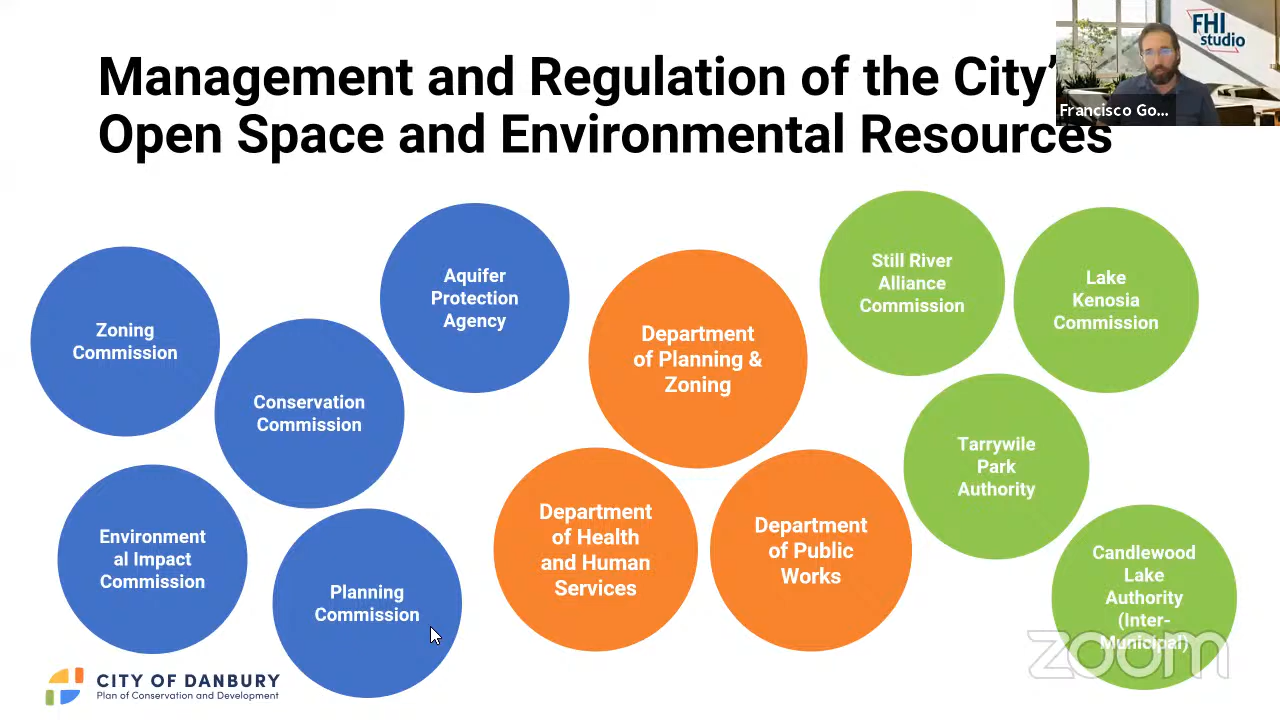 Management and Regulation of the City'
Open Space and Environmental Resources
FHI
studio
Francisco Go...
Zoning
Commission
Conservation
Commission
Aquifer
Protection
Agency
Environment
al Impact
Commission
Planning
Commission
Department
of Planning &
Zoning
Department
of Health
and Human
Services
Department
of Public
Works
Still River
Alliance
Commission
Lake
Kenosia
Commission
Tarrywile
Park
Authority
Candlewood
Lake
Authority
(Inter-
Municipal)
zoom
CITY OF DANBURY
Plan of Conservation and Development